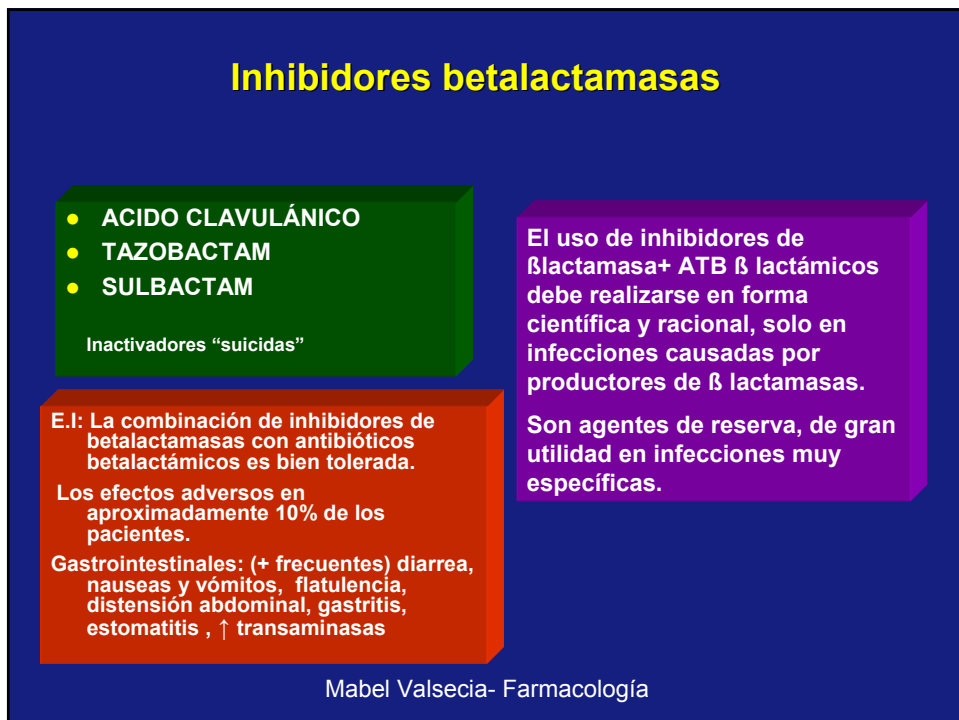 Inhibidores betalactamasas
● ACIDO CLAVULÁNICO
● TAZOBACTAM
● SULBACTAM
Inactivadores “suicidas”
E.I: La combinación de inhibidores de
betalactamasas con antibióticos
betalactámicos es bien tolerada.
Los efectos adversos en
aproximadamente 10% de los
pacientes.
Gastrointestinales: (+ frecuentes) diarrea,
nauseas y vómitos, flatulencia,
distensión abdominal, gastritis,
estomatitis , ↑ transaminasas
El uso de inhibidores de
ßlactamasa+ ATB ß lactámicos
debe realizarse en forma
científica y racional, solo en
infecciones causadas por
productores de ß lactamasas.
Son agentes de reserva, de gran
utilidad en infecciones muy
específicas.
Mabel Valsecia- Farmacología